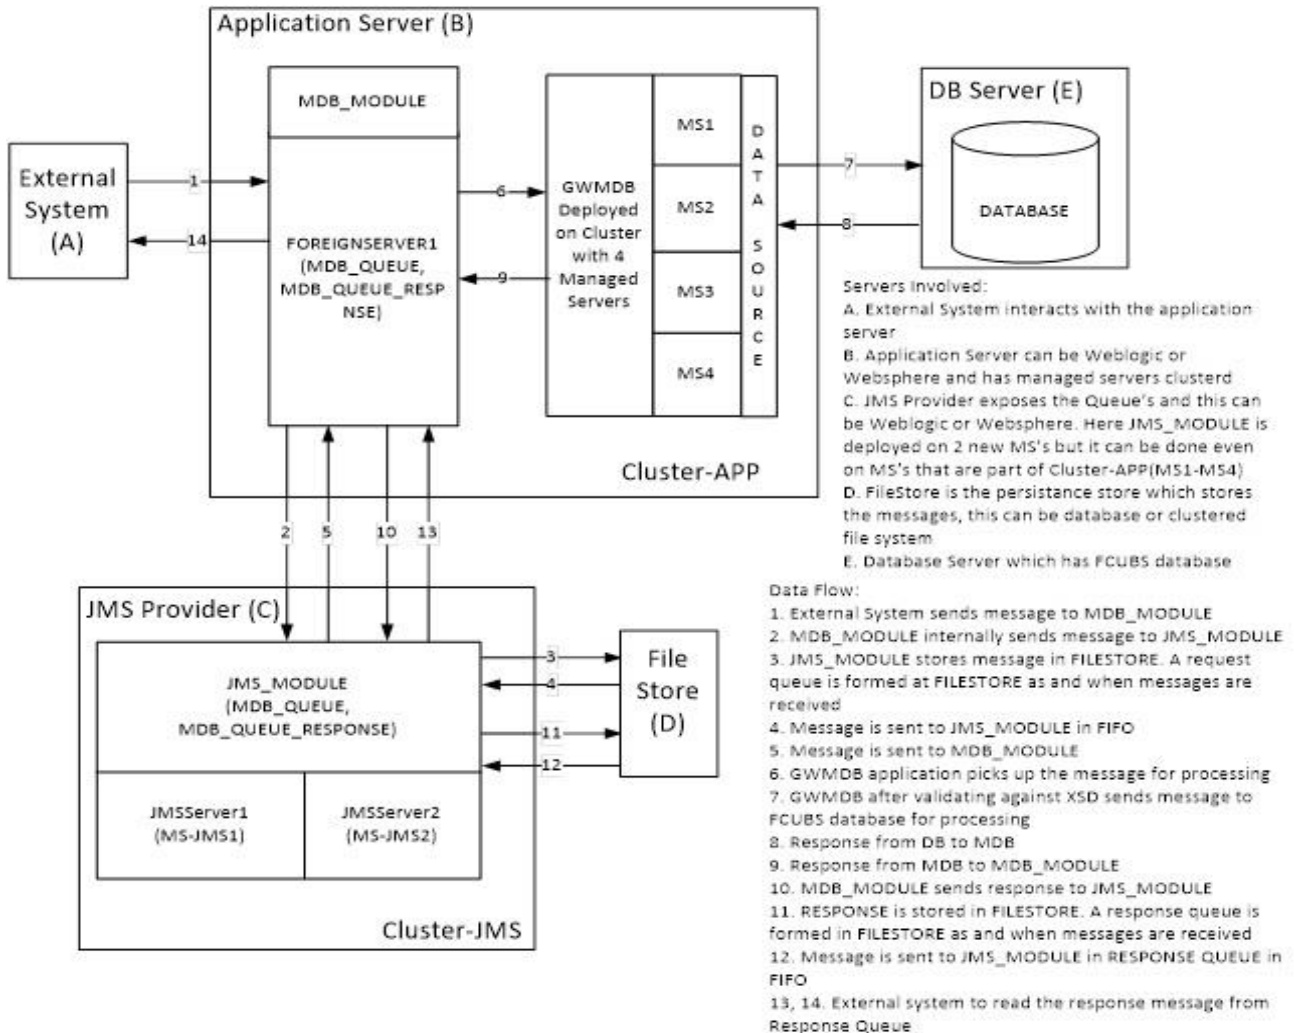 Application Server (B)
MDB_MODULE
FOREIGNSERVER1
(MDB_QUEUE,
MDB_QUEUE_RESP
NSE)
External
System
(A)
1
14
6
9
GWMDB
Deployed
on Cluster
with 4
Managed
Servers
MS1
MS2
MS3
MS4
D
A
T
A
S
O
U
R
C
E
Cluster-APP
7
8
DB Server (E)
DATABASE
2
5
10
13
JMS Provider (C)
JMS_MODULE
(MDB_QUEUE,
MDB_QUEUE_RESPONSE)
JMSServer1
(MS-JMS1)
JMSServer2
(MS-JMS2)
Cluster-JMS
3
4
11
12
File
Store
(D)
Servers Involved:
A. External System interacts with the application
server
B. Application Server can be Weblogic or
Websphere and has managed servers clusterd
C. JMS Provider exposes the Queue's and this can
be Weblogic or Websphere. Here JMS_MODULE is
deployed on 2 new MS's but it can be done even
on MS's that are part of Cluster-APP(MS1-MS4)
D. FileStore is the persistance store which stores
the messages, this can be database or clustered
file system
E. Database Server which has FCUBS database
Data Flow:
1. External System sends message to MDB_MODULE
2. MDB_MODULE internally sends message to JMS_MODULE
3. JMS_MODULE stores message in FILESTORE. A request
queue is formed at FILESTORE as and when messages are
received
4. Message is sent to JMS_MODULE in FIFO
5. Message is sent to MDB_MODULE
6. GWMDB application picks up the message for processing
7. GWMDB after validating against XSD sends message to
FCUBS database for processing
8. Response from DB to MDB
9. Response from MDB to MDB_MODULE
10. MDB_MODULE sends response to JMS_MODULE
11. RESPONSE is stored in FILESTORE. A response queue is
formed in FILESTORE as and when messages are received
12. Message is sent to JMS_MODULE in RESPONSE QUEUE in
FIFO
13, 14. External system to read the response message from
Response Queue